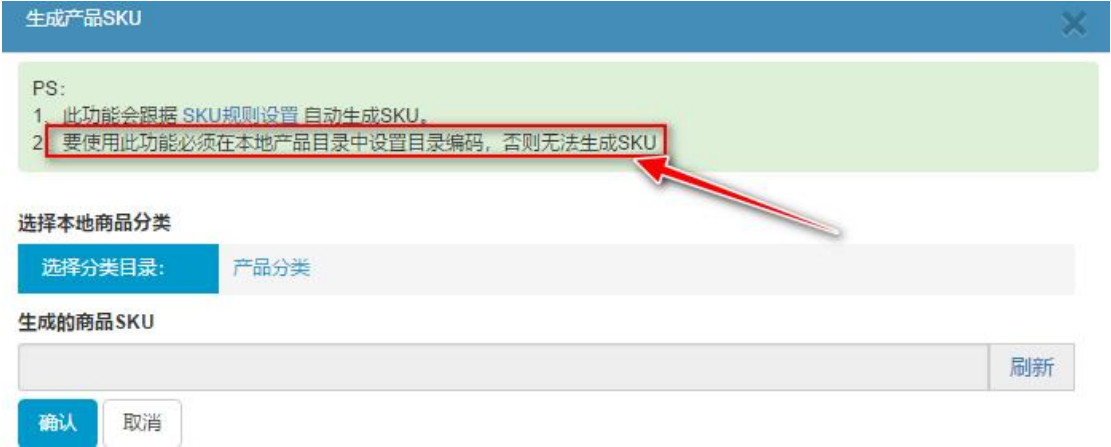 生成产品SKU
PS:
1、此功能会跟据 SKU规则设置 自动生成SKU。
2 要使用此功能必须在本地产品目录中设置目录编码，否则无法生成SKU
选择本地商品分类
选择分类目录: 产品分类
生成的商品SKU
刷新
确认 取消